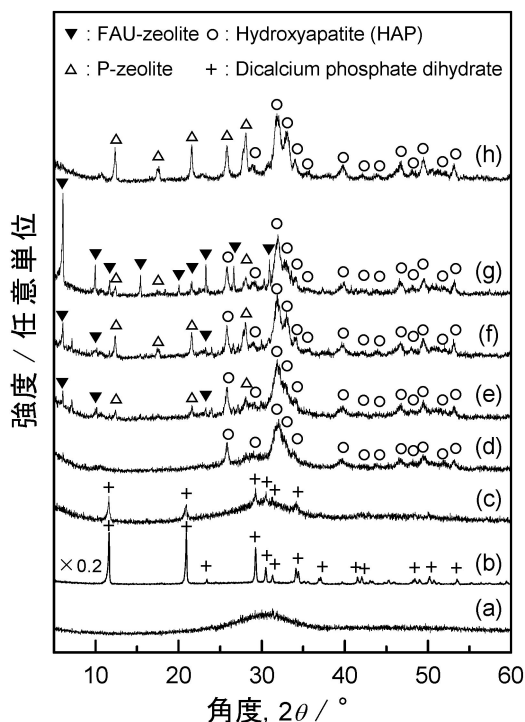 ▼ : FAU-zeolite ○ : Hydroxyapatite (HAP)
△ : P-zeolite + : Dicalcium phosphate dihydrate
(h)
(g)
(f)
(e)
(d)
(c)
×0.2
(b)
(a)
強度 / 任意単位
10 20 30 40 50 60
角度, 2θ / °